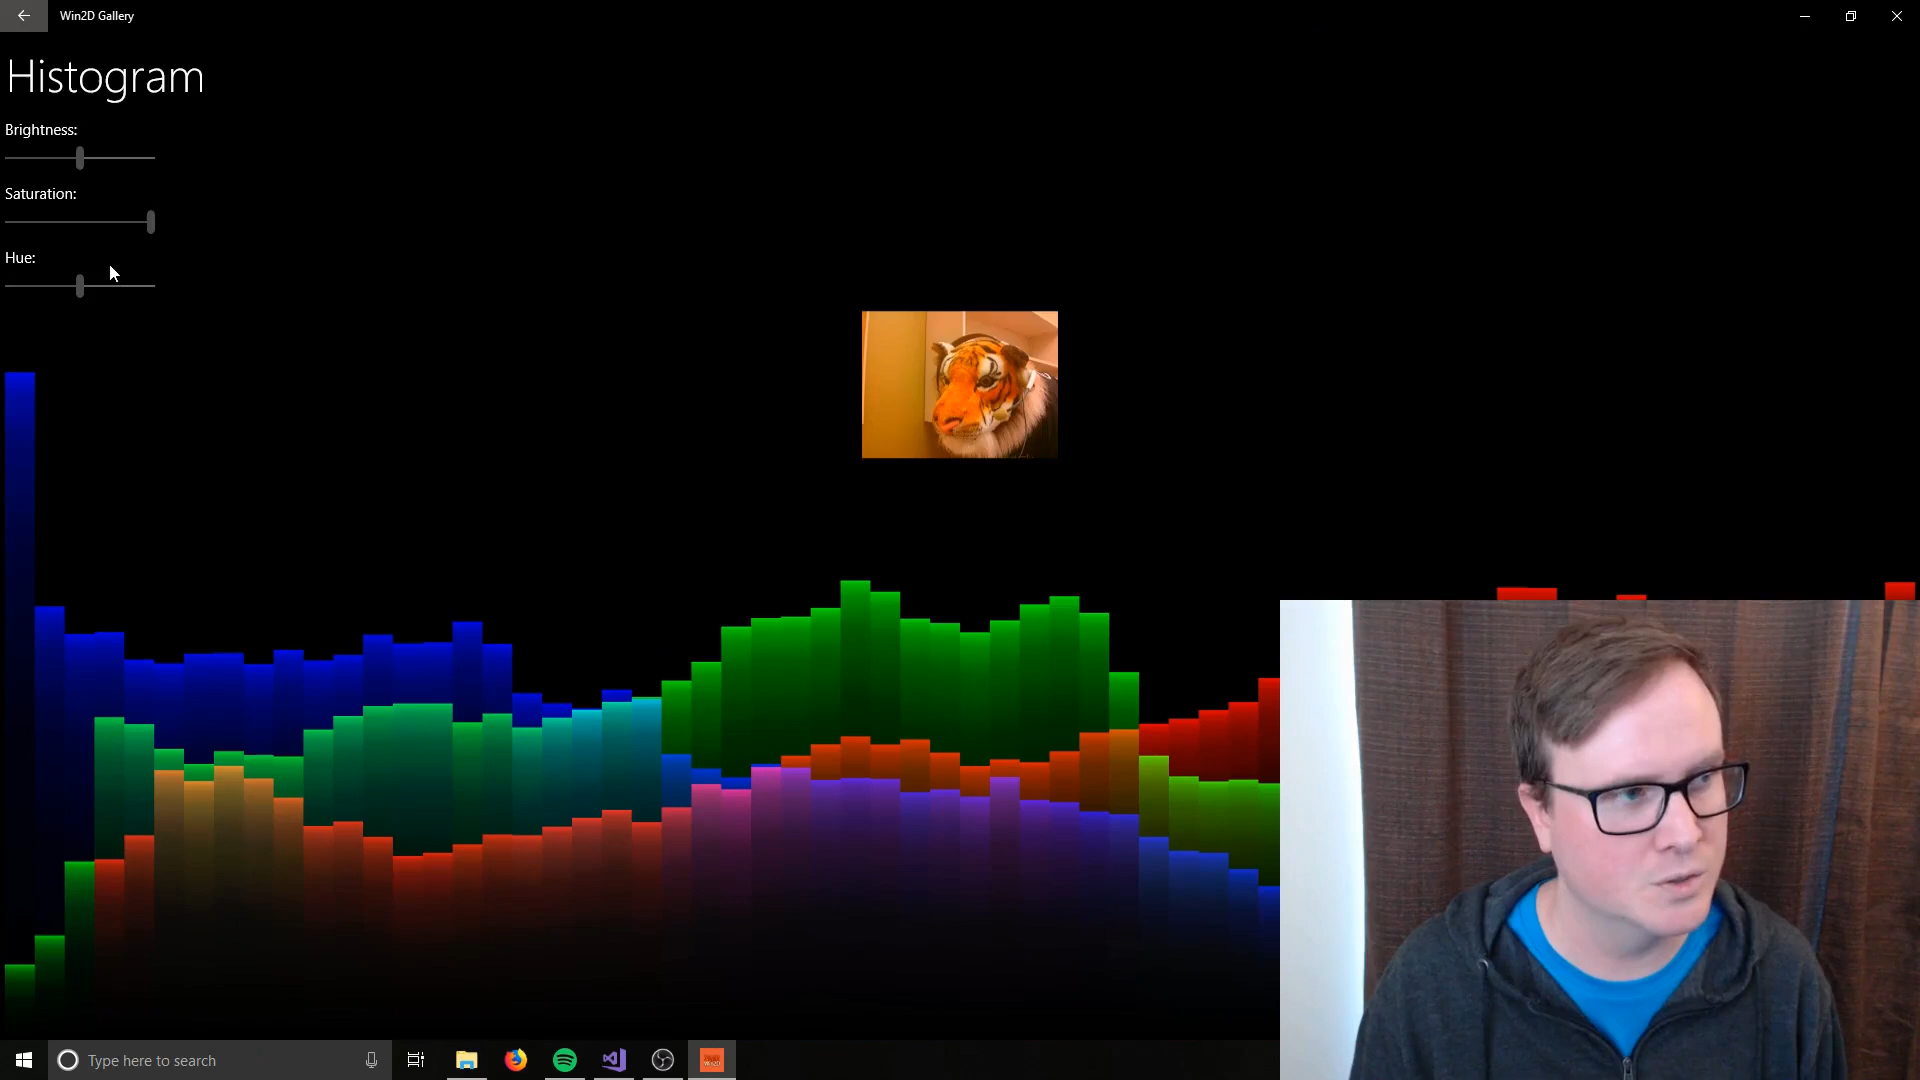 Win2D Gallery
Histogram
Brightness:
Saturation:
Hue:
Type here to search